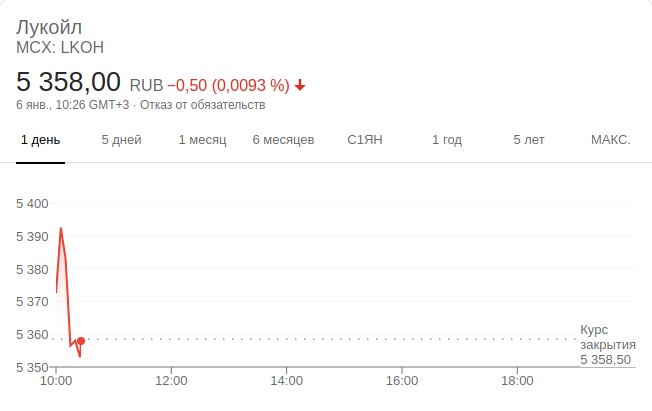 Лукойл
MCX: LKOH
5 358,00 RUB −0,50 (0,0093 %)
6 янв., 10:26 GMT+3 · Отказ от обязательств
1 день 5 дней 1 месяц 6 месяцев С1ЯН 1 год 5 лет МАКС.
5 400
5 390
5 380
5 370
5 360
5 350
Курс
закрытия
5 358,50
10:00 12:00 14:00 16:00 18:00